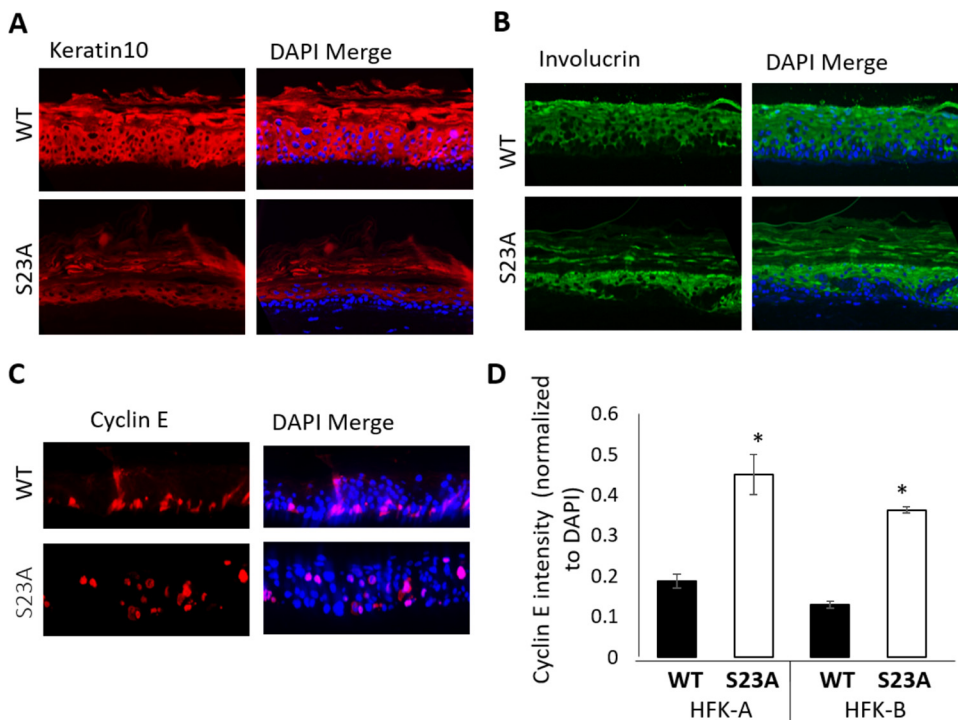 A
Keratin10
DAPI Merge
WT
S23A
B
Involucrin
DAPI Merge
WT
S23A
C
Cyclin E
DAPI Merge
WT
S23A
D
Cyclin E intensity (normalized
to DAPI)
0.6
0.5
0.4
0.3
0.2
0.1
0
*
*
WT S23A WT S23A
HFK-A HFK-B